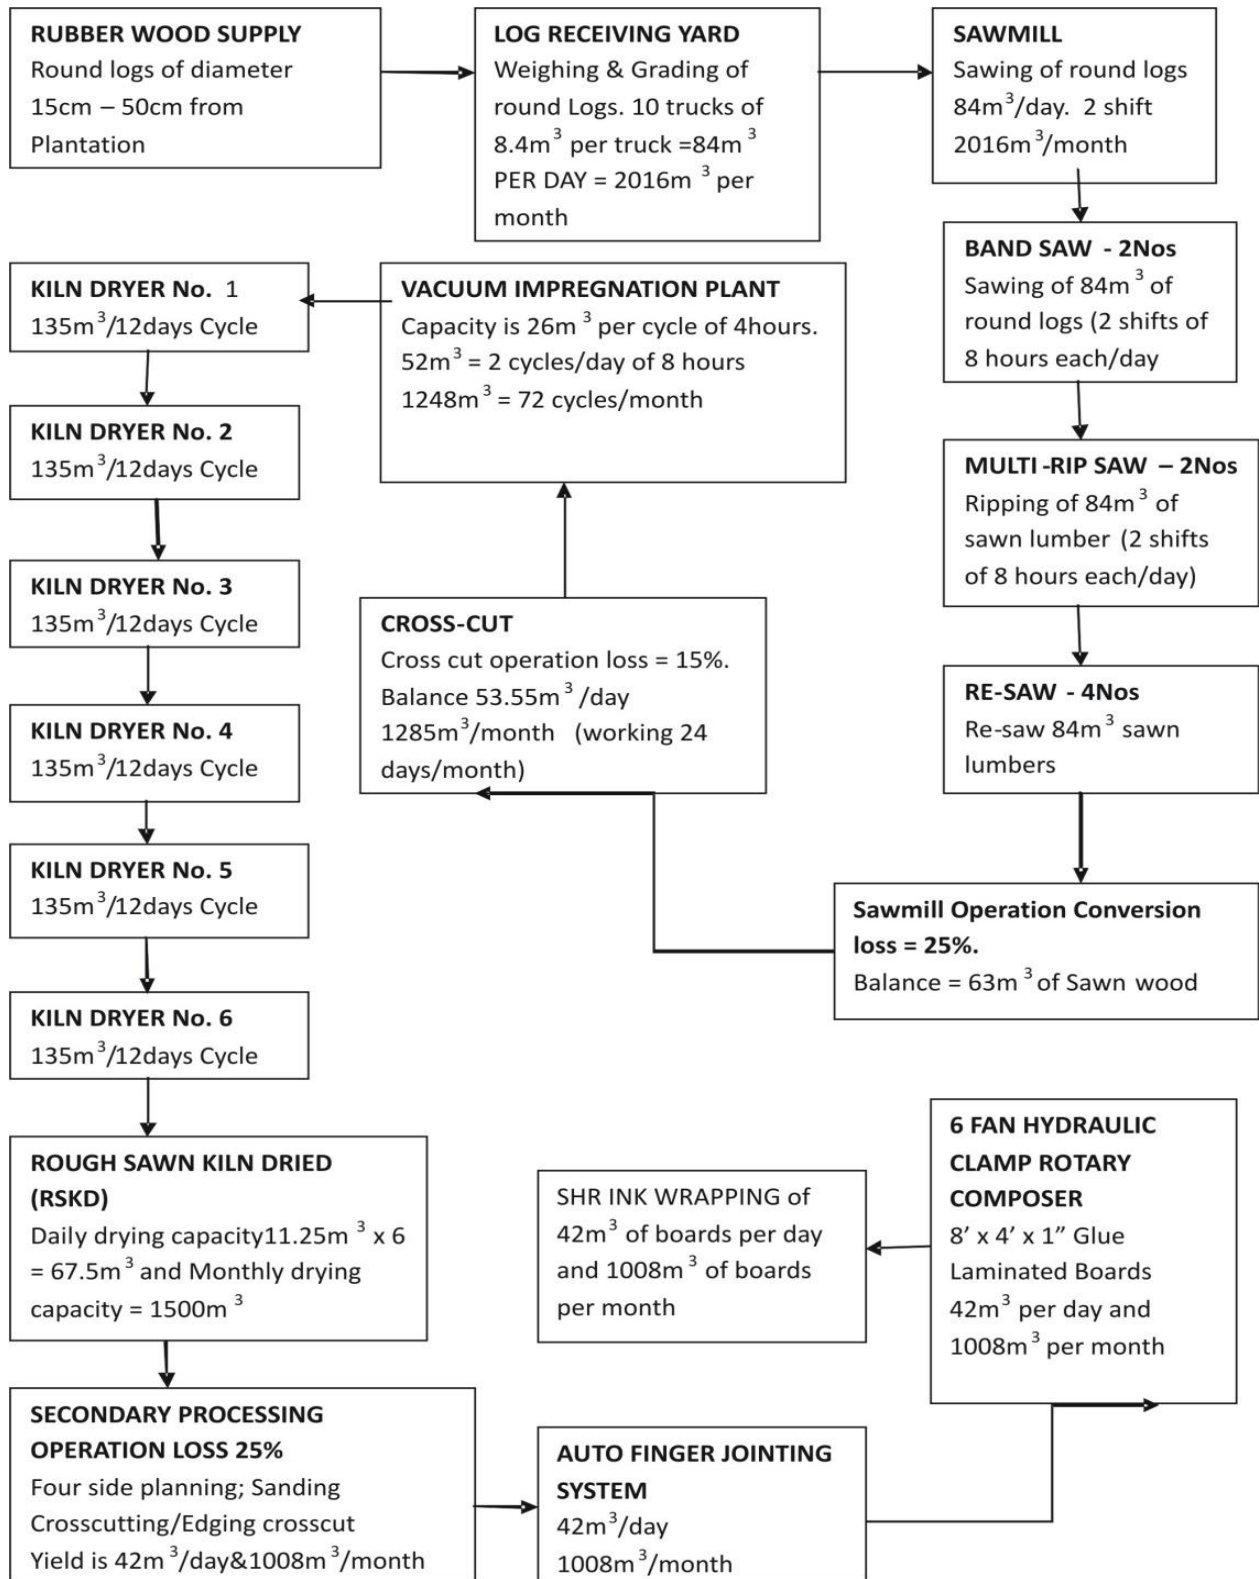 RUBBER WOOD SUPPLY
Round logs of diameter
15cm – 50cm from
Plantation
LOG RECEIVING YARD
Weighing & Grading of
round Logs. 10 trucks of
8.4m³ per truck =84m³
PER DAY = 2016m³ per
month
SAWMILL
Sawing of round logs
84m³/day. 2 shift
2016m³/month
BAND SAW - 2Nos
Sawing of 84m³ of
round logs (2 shifts of
8 hours each/day
MULTI-RIP SAW – 2Nos
Ripping of 84m³ of
sawn lumber (2 shifts
of 8 hours each/day)
RE-SAW - 4Nos
Re-saw 84m³ sawn
lumbers
Sawmill Operation Conversion
loss = 25%.
Balance = 63m³ of Sawn wood
CROSS-CUT
Cross cut operation loss = 15%.
Balance 53.55m³/day
1285m³/month (working 24
days/month)
VACUUM IMPREGNATION PLANT
Capacity is 26m³ per cycle of 4hours.
52m³ = 2 cycles/day of 8 hours
1248m³ = 72 cycles/month
KILN DRYER No. 1
135m³/12days Cycle
KILN DRYER No. 2
135m³/12days Cycle
KILN DRYER No. 3
135m³/12days Cycle
KILN DRYER No. 4
135m³/12days Cycle
KILN DRYER No. 5
135m³/12days Cycle
KILN DRYER No. 6
135m³/12days Cycle
ROUGH SAWN KILN DRIED
(RSKD)
Daily drying capacity11.25m³ x 6
= 67.5m³ and Monthly drying
capacity = 1500m³
SECONDARY PROCESSING
OPERATION LOSS 25%
Four side planning; Sanding
Crosscutting/Edging crosscut
Yield is 42m³/day&1008m³/month
AUTO FINGER JOINTING
SYSTEM
42m³/day
1008m³/month
6 FAN HYDRAULIC
CLAMP ROTARY
COMPOSER
8’ x 4’ x 1” Glue
Laminated Boards
42m³ per day and
1008m³ per month
SHR INK WRAPPING of
42m³ of boards per day
and 1008m³ of boards
per month